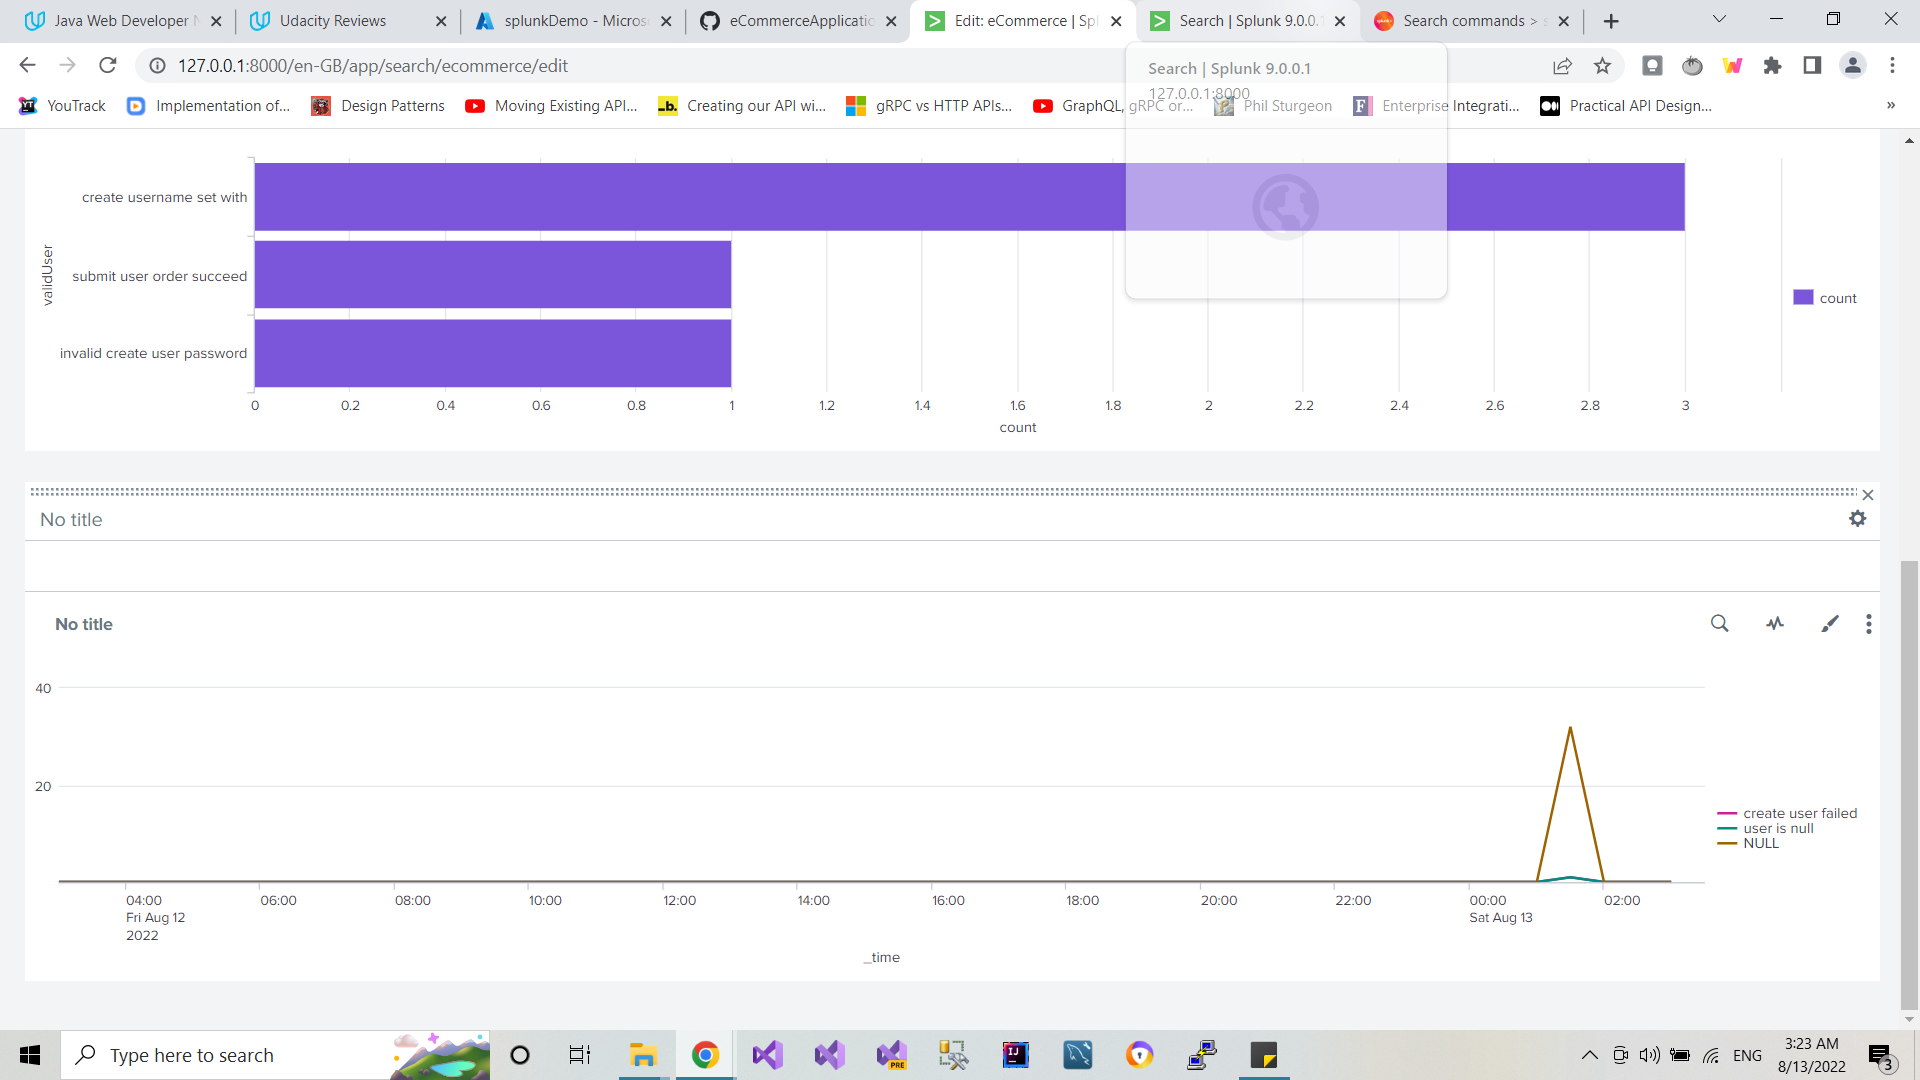 Java Web Developer N
Udacity Reviews
splunkDemo - Micros
eCommerceApplicatio
Edit: eCommerce | Spl
Search | Splunk 9.0.0.1
Search commands >
127.0.0.1:8000/en-GB/app/search/ecommerce/edit
Search | Splunk 9.0.0.1
127.0.0.1:8000
YouTrack
Implementation of...
Design Patterns
Moving Existing API...
Creating our API wi...
gRPC vs HTTP APIs...
GraphQL, gRPC or...
Phil Sturgeon
Enterprise Integrati...
Practical API Design...
»
create username set with
submit user order succeed
invalid create user password
validUser
0 0.2 0.4 0.6 0.8 1 1.2 1.4 1.6 1.8 2 2.2 2.4 2.6 2.8 3
count
count
No title
No title
40
20
create user failed
user is null
NULL
04:00 06:00 08:00 10:00 12:00 14:00 16:00 18:00 20:00 22:00 00:00 02:00
Fri Aug 12 Sat Aug 13
2022
_time
Type here to search
PRE
IJ
ENG
3:23 AM
8/13/2022
3